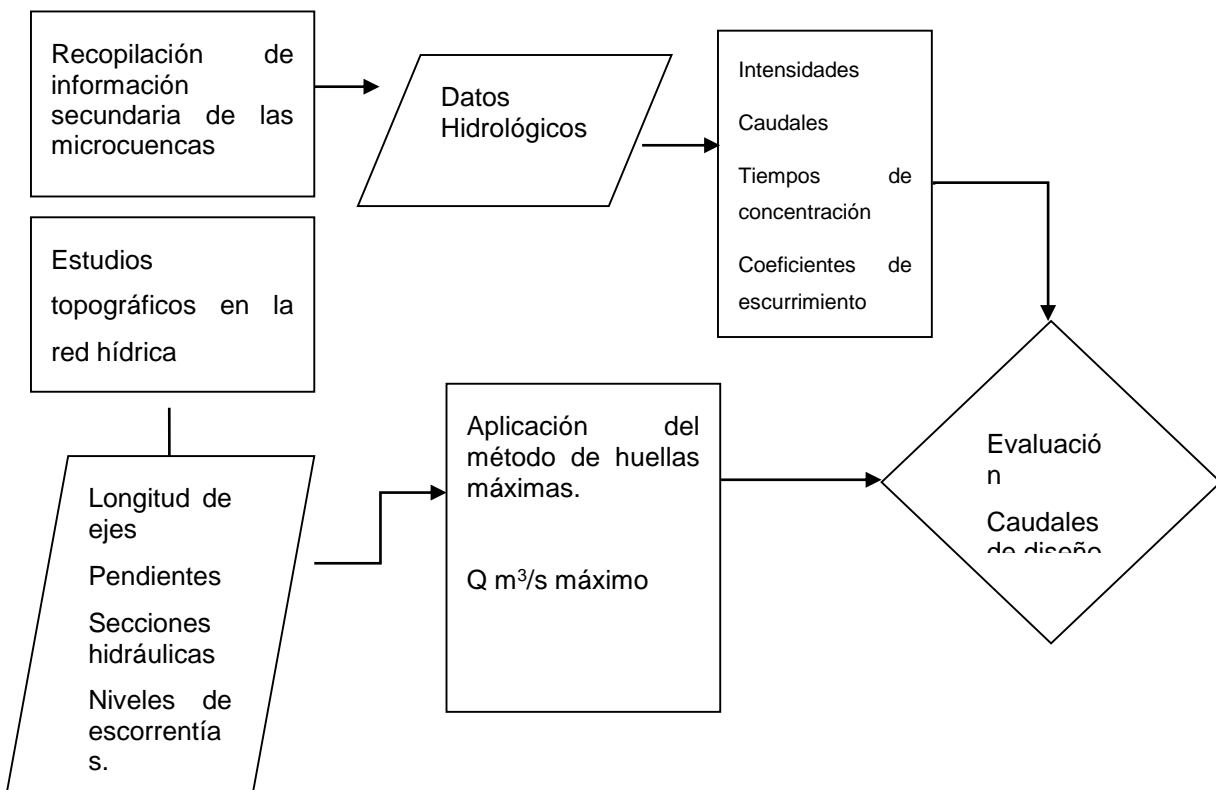 Recopilación de
información
secundaria de las
microcuencas
Datos
Hidrológicos
Intensidades
Caudales
Tiempos de
concentración
Coeficientes de
escurrimiento
Estudios
topográficos en la
red hídrica
Longitud de
ejes
Pendientes
Secciones
hidráulicas
Niveles de
escorrentía
s.
Aplicación del
método de huellas
máximas.
Q m³/s máximo
Evaluació
n
Caudales
de diseño